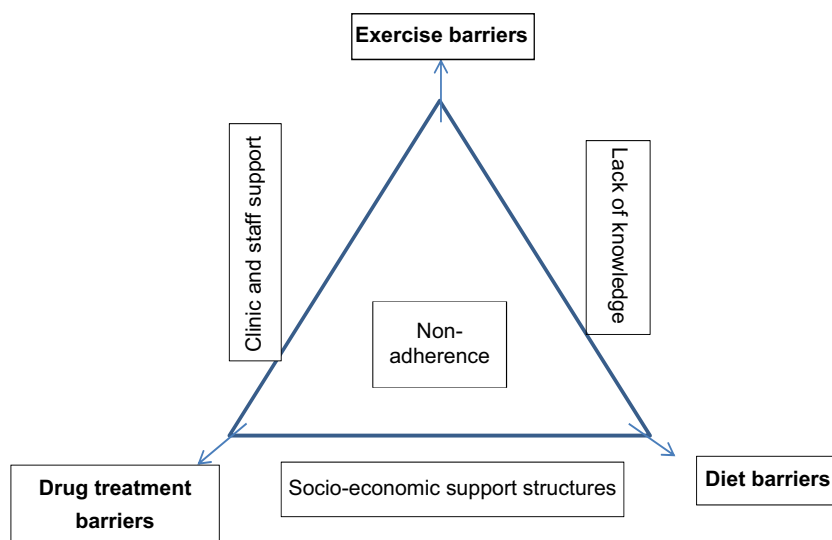 Exercise barriers
Clinic and staff support
Lack of knowledge
Non-
adherence
Drug treatment
barriers
Socio-economic support structures
Diet barriers